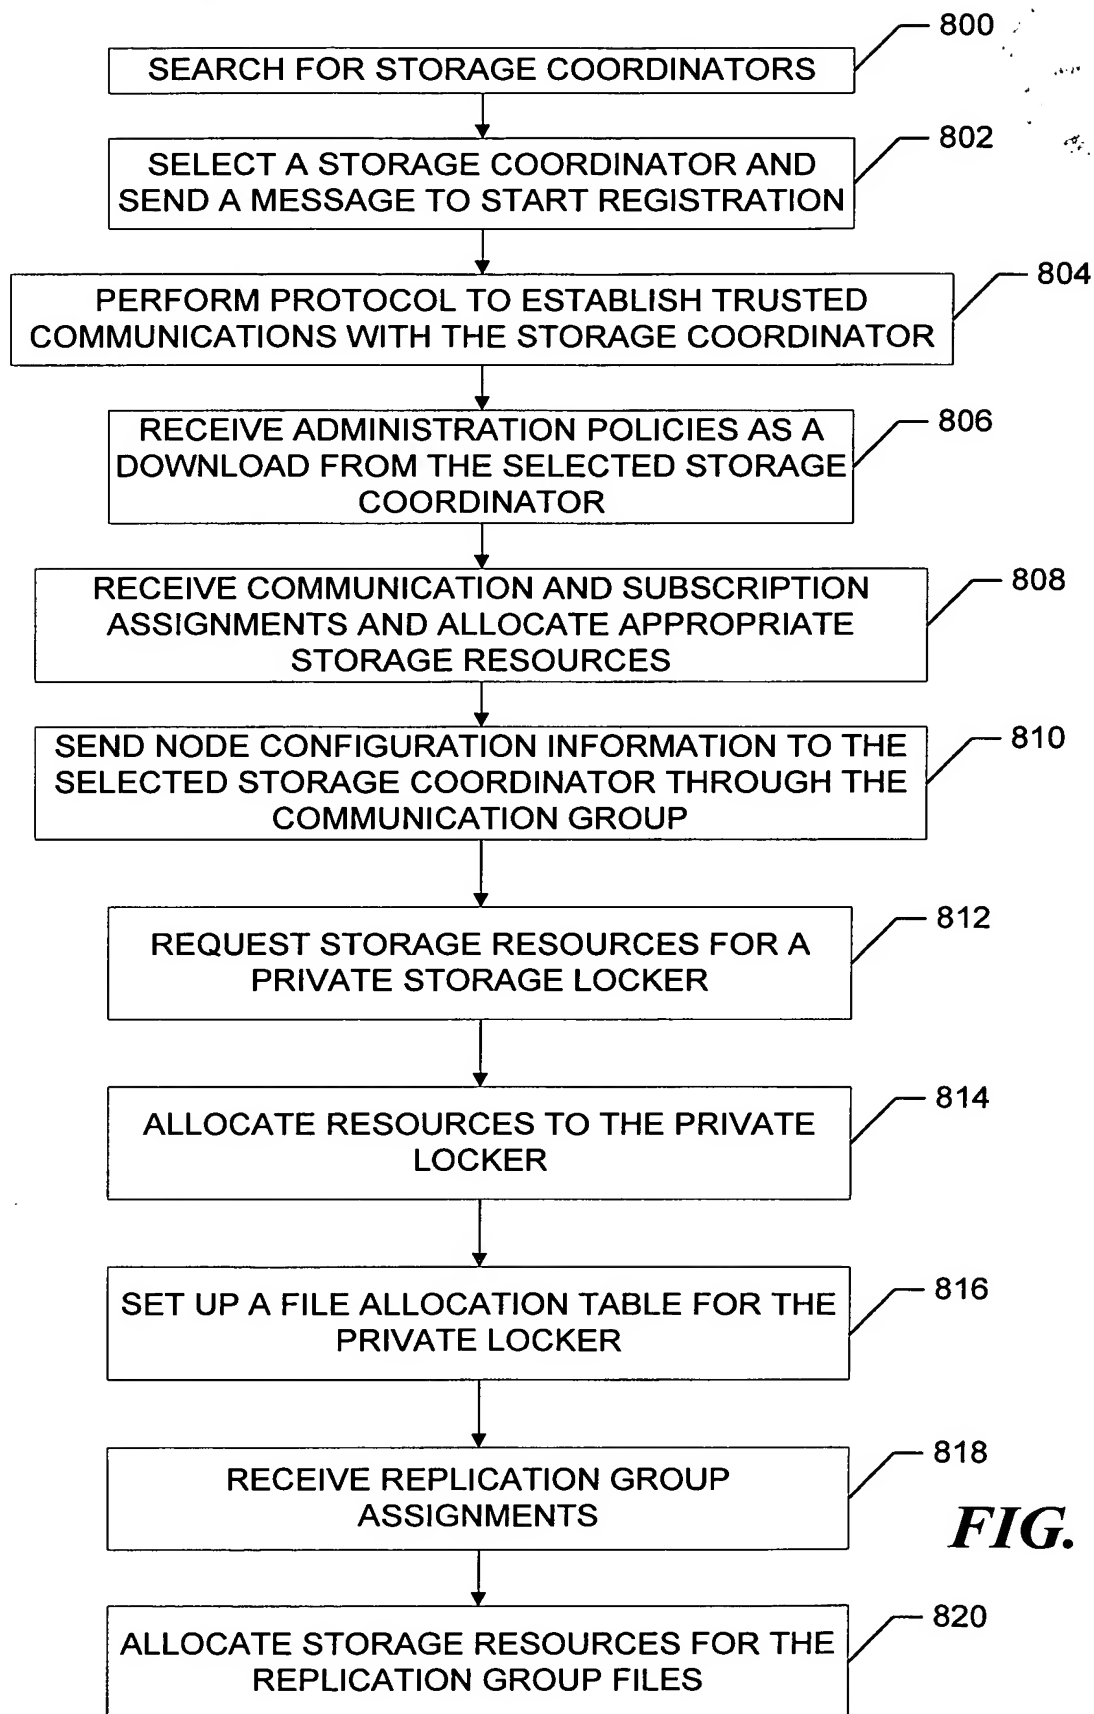 800
SEARCH FOR STORAGE COORDINATORS
802
SELECT A STORAGE COORDINATOR AND
SEND A MESSAGE TO START REGISTRATION
804
PERFORM PROTOCOL TO ESTABLISH TRUSTED
COMMUNICATIONS WITH THE STORAGE COORDINATOR
806
RECEIVE ADMINISTRATION POLICIES AS A
DOWNLOAD FROM THE SELECTED STORAGE
COORDINATOR
808
RECEIVE COMMUNICATION AND SUBSCRIPTION
ASSIGNMENTS AND ALLOCATE APPROPRIATE
STORAGE RESOURCES
810
SEND NODE CONFIGURATION INFORMATION TO THE
SELECTED STORAGE COORDINATOR THROUGH THE
COMMUNICATION GROUP
812
REQUEST STORAGE RESOURCES FOR A
PRIVATE STORAGE LOCKER
814
ALLOCATE RESOURCES TO THE PRIVATE
LOCKER
816
SET UP A FILE ALLOCATION TABLE FOR THE
PRIVATE LOCKER
818
RECEIVE REPLICATION GROUP
ASSIGNMENTS
FIG.
820
ALLOCATE STORAGE RESOURCES FOR THE
REPLICATION GROUP FILES